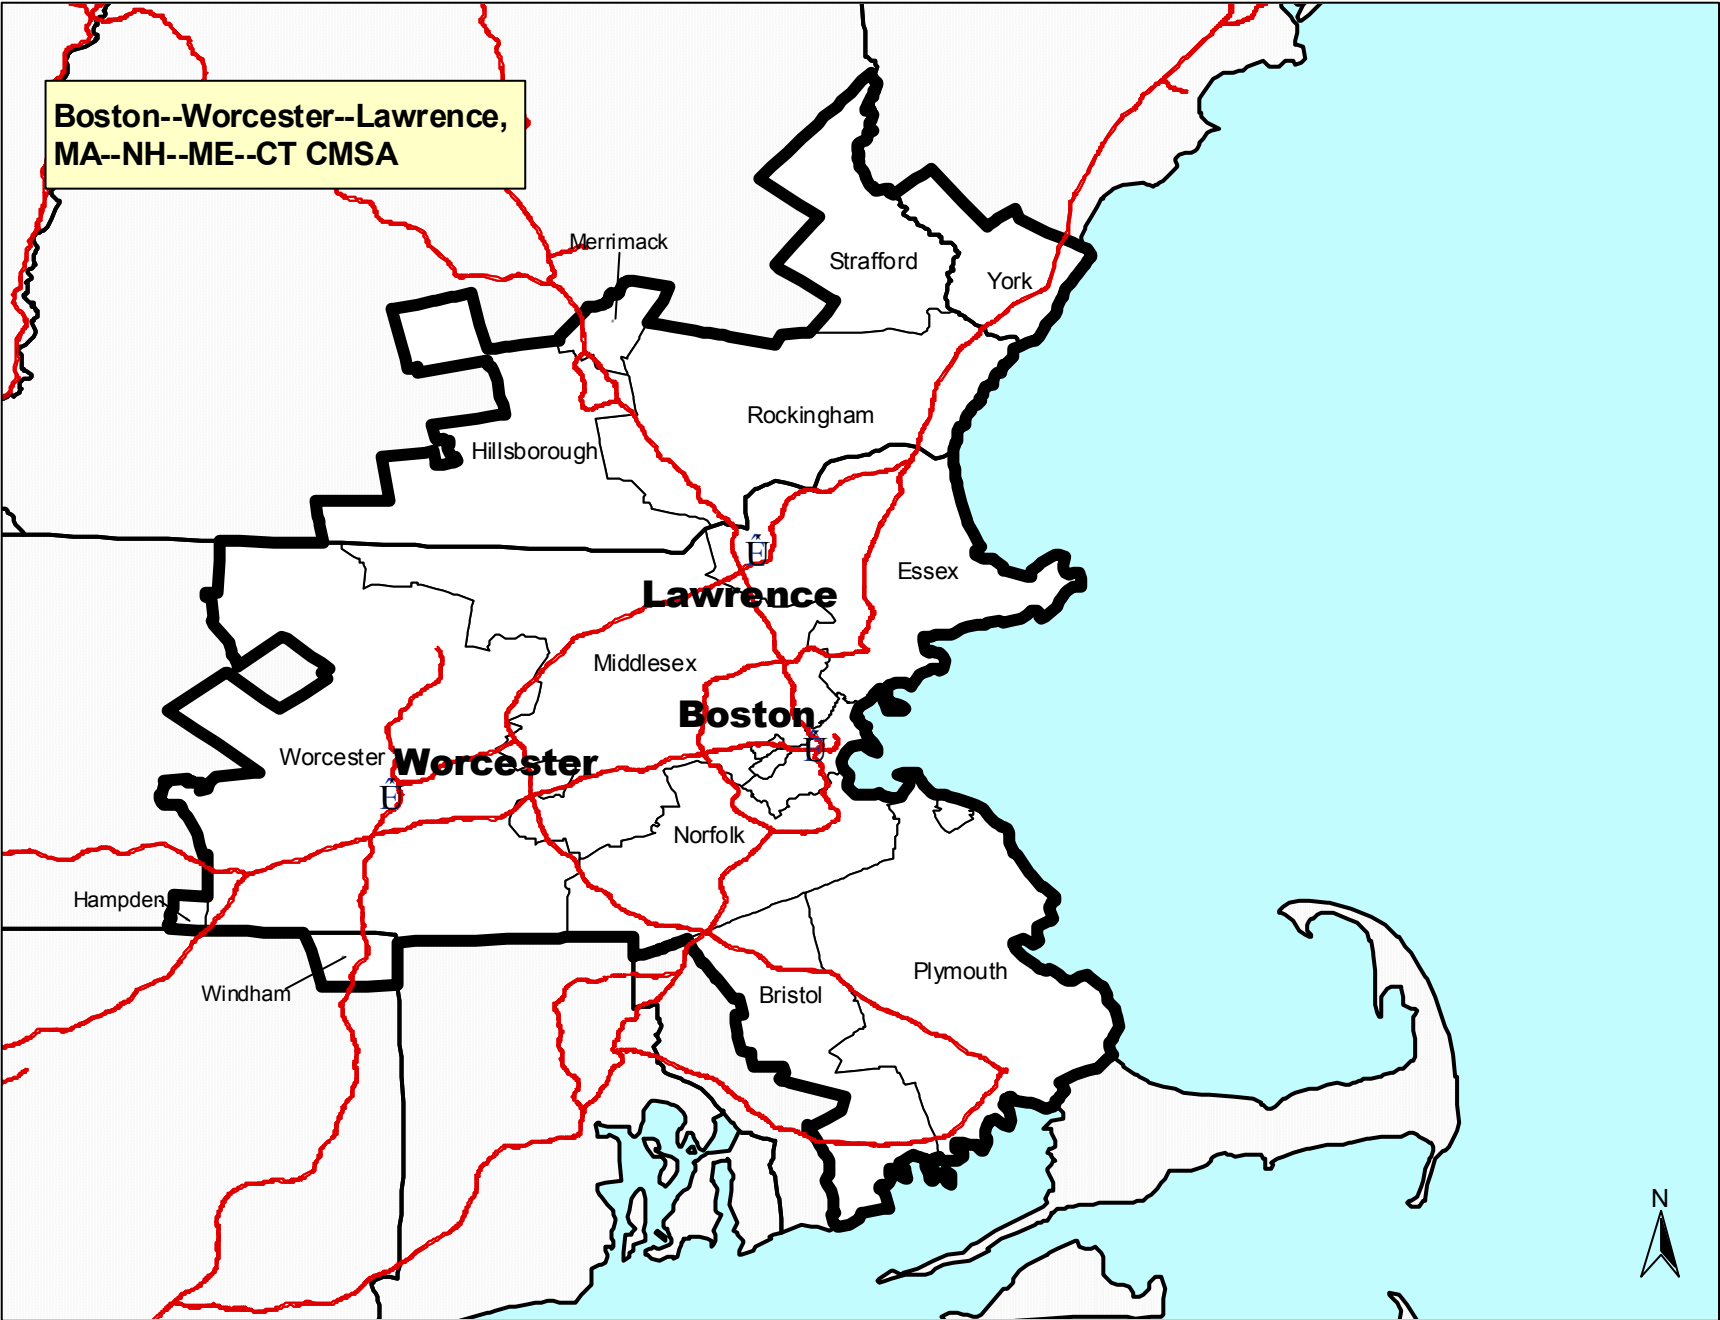 Boston--Worcester--Lawrence,
MA--NH--ME--CT CMSA
Merrimack
Strafford
York
Rockingham
Hillsborough
Ê
Essex
Lawrence
Middlesex
Boston
Ê
Worcester
Worcester
Ê
Norfolk
Hampden
Plymouth
Windham
Bristol
N